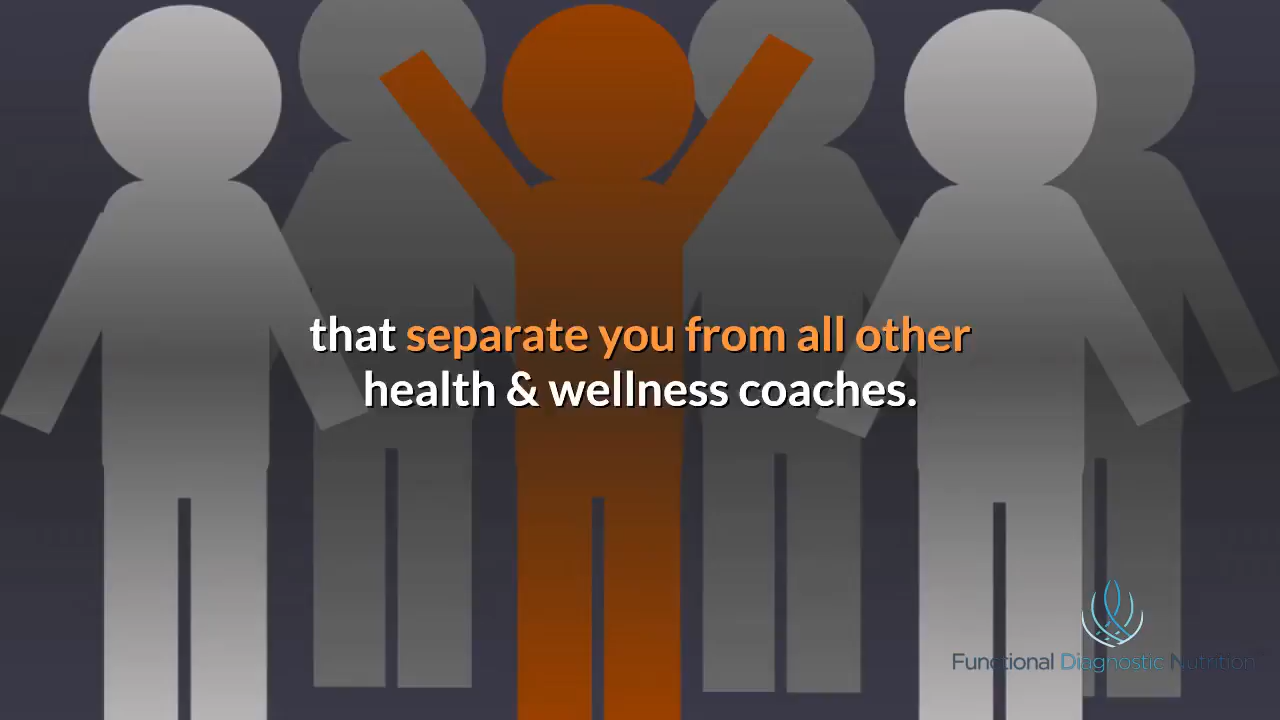 that separate you from all other
health & wellness coaches.
Functional Diagnostic Nutrition